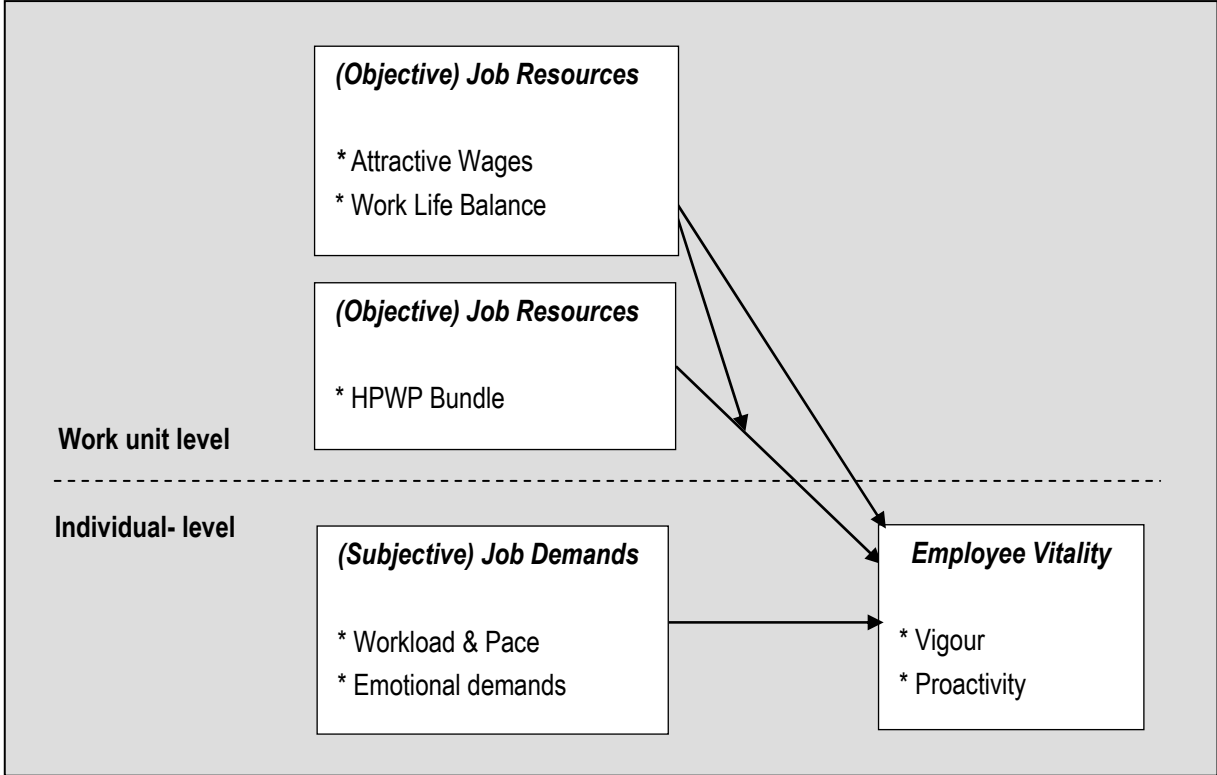 (Objective) Job Resources
* Attractive Wages
* Work Life Balance
(Objective) Job Resources
* HPWP Bundle
Work unit level
Individual- level
(Subjective) Job Demands
* Workload & Pace
* Emotional demands
Employee Vitality
* Vigour
* Proactivity